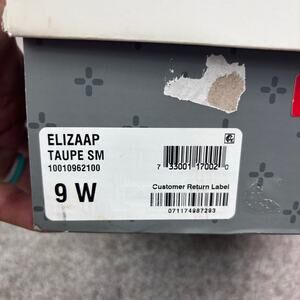 ELIZAAP
TAUPE SM
10010962100
9 W
7 33001 17002 0
Customer Return Label
071174987293